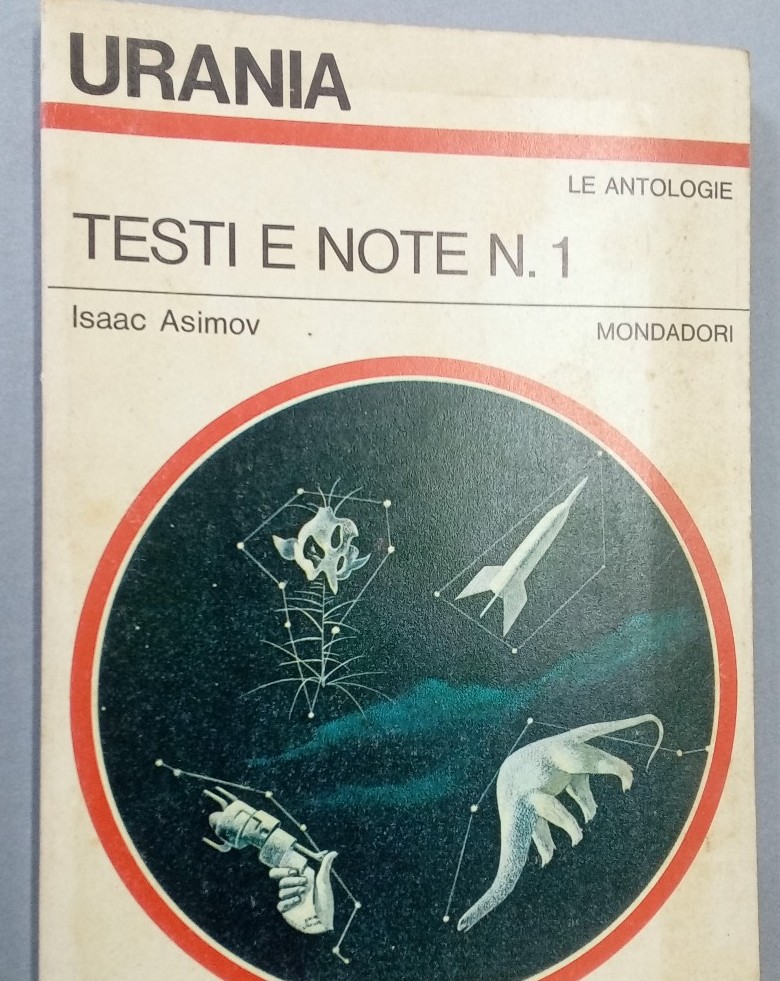 URANIA
LE ANTOLOGIE
TESTI E NOTE N. 1
Isaac Asimov
MONDADORI